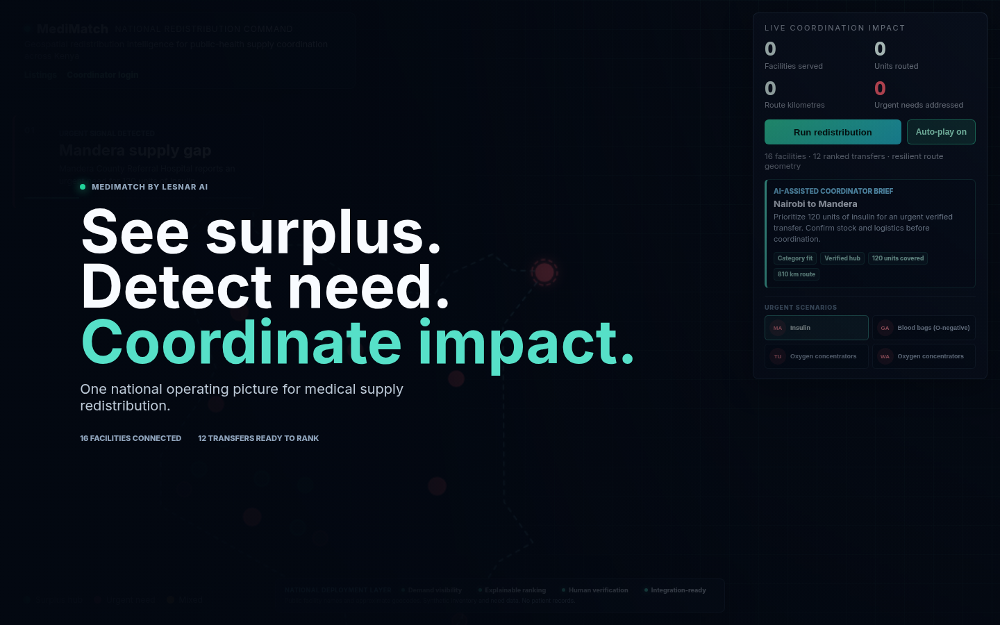 MediMatch NATIONAL REDISTRIBUTION COMMAND
intelligence for public-health supply coordination
Listings Coordinator login
URGENT SIGNAL DETECTED
Mandera supply gap
Mandera County Referral Hospital reports an
MEDIMATCH BY LESNAR AI
See surplus.
Detect need.
Coordinate impact.
One national operating picture for medical supply
redistribution.
16 FACILITIES CONNECTED 12 TRANSFERS READY TO RANK
LIVE COORDINATION IMPACT
0 0
Facilities served Units routed
0 0
Route kilometres Urgent needs addressed
Run redistribution Auto-play on
16 facilities · 12 ranked transfers · resilient route
geometry
AI-ASSISTED COORDINATOR BRIEF
Nairobi to Mandera
Prioritize 120 units of insulin for an urgent verified
transfer. Confirm stock and logistics before
coordination.
Category fit Verified hub 120 units covered
810 km route
URGENT SCENARIOS
MA Insulin GA Blood bags (O-negative)
TU Oxygen concentrators WA Oxygen concentrators
NATIONAL DEPLOYMENT LAYER Demand visibility Explainable ranking Human verification Integration-ready
and need data. No patient records.